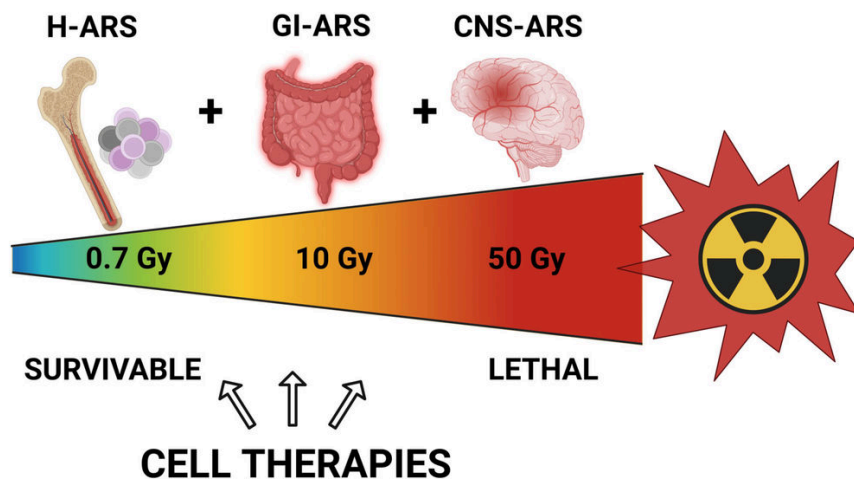 H-ARS
+
GI-ARS
+
CNS-ARS
0.7 Gy
10 Gy
50 Gy
SURVIVABLE
LETHAL
CELL THERAPIES